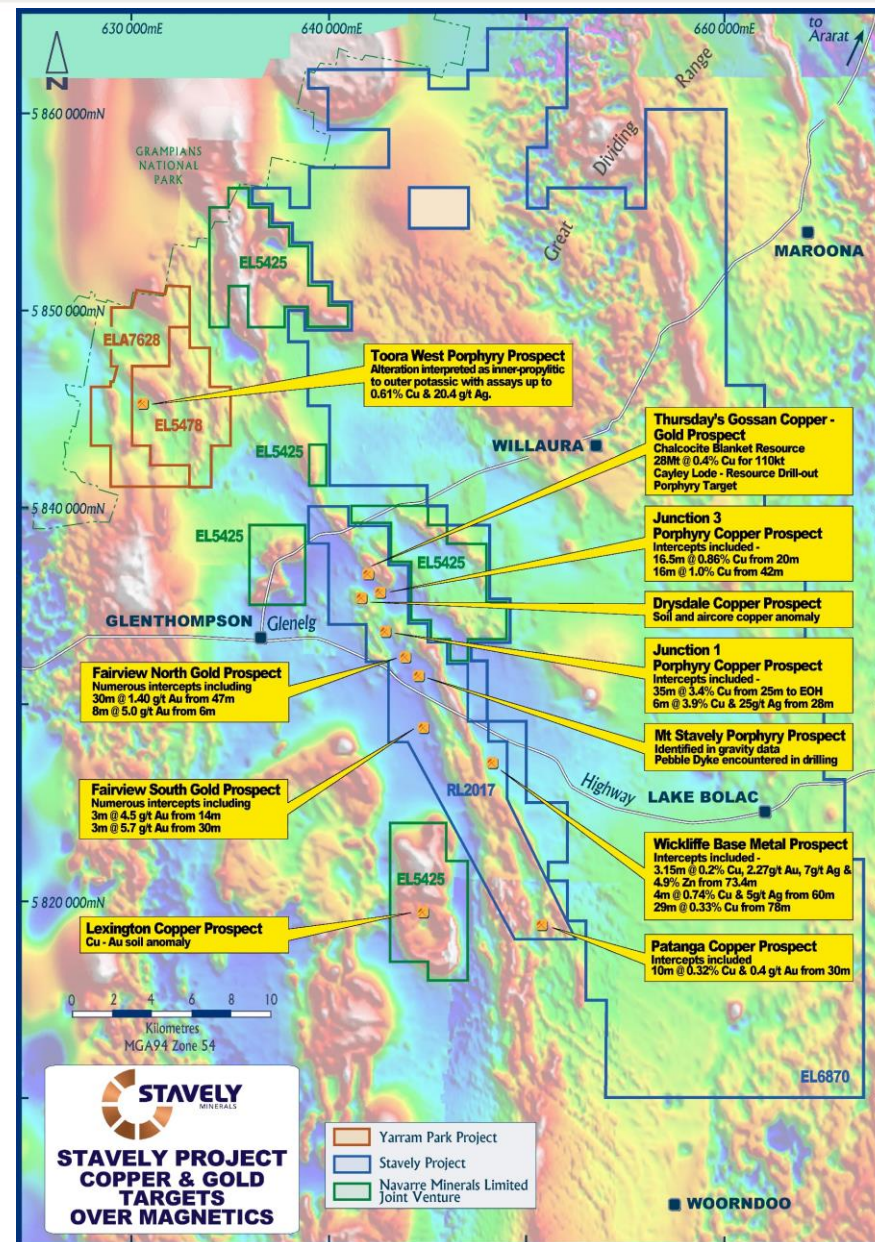 630 000mE
640 000mE
660 000mE
to
Ararat
N
5 860 000mN
GRAMPIANS
NATIONAL
PARK
Great
Dividing
Range
MAROONA
EL5425
5 850 000mN
ELA7628
EL5478
Toora West Porphyry Prospect
Alteration interpreted as inner-propylitic
to outer potassic with assays up to
0.61% Cu & 20.4 g/t Ag.
EL5425
WILLAURA
Thursday's Gossan Copper -
Gold Prospect
Chalcocite Blanket Resource
28Mt @ 0.4% Cu for 110kt
Cayley Lode - Resource Drill-out
Porphyry Target
5 840 000mN
EL5425
EL5425
Junction 3
Porphyry Copper Prospect
Intercepts included -
16.5m @ 0.86% Cu from 20m
16m @ 1.0% Cu from 42m
Drysdale Copper Prospect
Soil and aircore copper anomaly
GLENTHOMPSON
Glenelg
Junction 1
Porphyry Copper Prospect
Intercepts included -
35m @ 3.4% Cu from 25m to EOH
6m @ 3.9% Cu & 25g/t Ag from 28m
Fairview North Gold Prospect
Numerous intercepts including
30m @ 1.40 g/t Au from 47m
8m @ 5.0 g/t Au from 6m
Mt Stavely Porphyry Prospect
Identified in gravity data
Pebble Dyke encountered in drilling
Fairview South Gold Prospect
Numerous intercepts including
3m @ 4.5 g/t Au from 14m
3m @ 5.7 g/t Au from 30m
RL2017
Highway
LAKE BOLAC
Wickliffe Base Metal Prospect
Intercepts included -
3.15m @ 0.2% Cu, 2.27g/t Au, 7g/t Ag &
4.9% Zn from 73.4m
4m @ 0.74% Cu & 5g/t Ag from 60m
29m @ 0.33% Cu from 78m
EL5425
5 820 000mN
Lexington Copper Prospect
Cu - Au soil anomaly
Patanga Copper Prospect
Intercepts included
10m @ 0.32% Cu & 0.4 g/t Au from 30m
0 2 4 6 8 10
Kilometres
MGA94 Zone 54
EL6870
STAVELY
MINERALS
STAVELY PROJECT
COPPER & GOLD
TARGETS
OVER MAGNETICS
Yarram Park Project
Stavely Project
Navarre Minerals Limited
Joint Venture
WOORNDOO